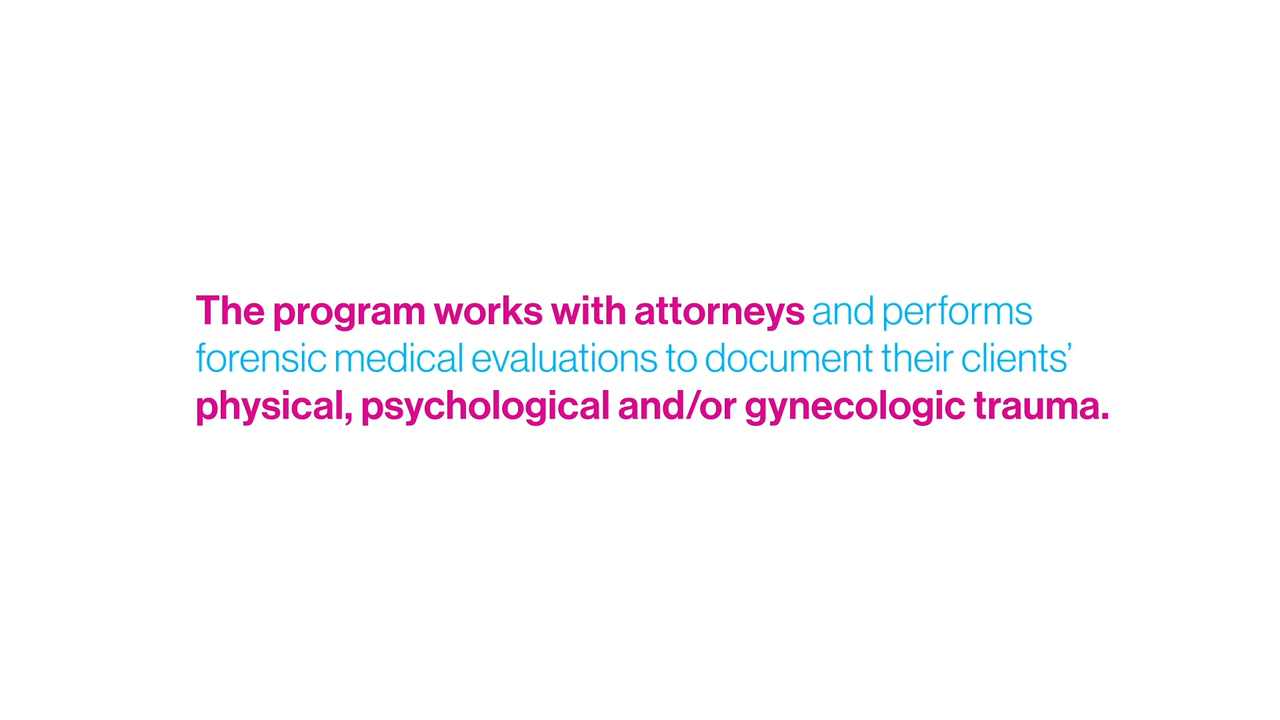 The program works with attorneys and performs
forensic medical evaluations to document their clients’
physical, psychological and/or gynecologic trauma.